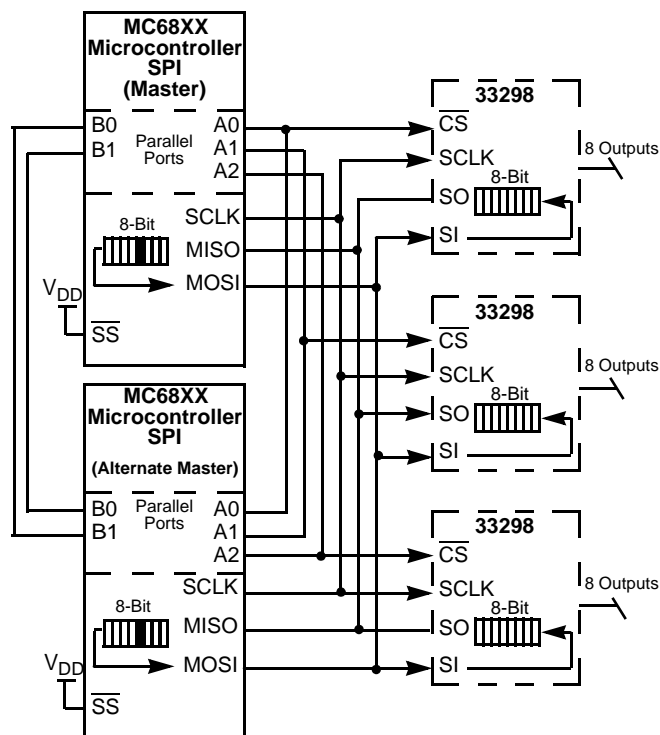 MC68XX
Microcontroller
SPI
(Master)
B0
B1
Parallel
Ports
A0
A1
A2
SCLK
8-Bit
MISO
MOSI
VDD
SS
MC68XX
Microcontroller
SPI
(Alternate Master)
B0
B1
Parallel
Ports
A0
A1
A2
SCLK
8-Bit
MISO
MOSI
VDD
SS
33298
CS
SCLK
8-Bit
SO
SI
8 Outputs
33298
CS
SCLK
8-Bit
SO
SI
8 Outputs
33298
CS
SCLK
8-Bit
SO
SI
8 Outputs